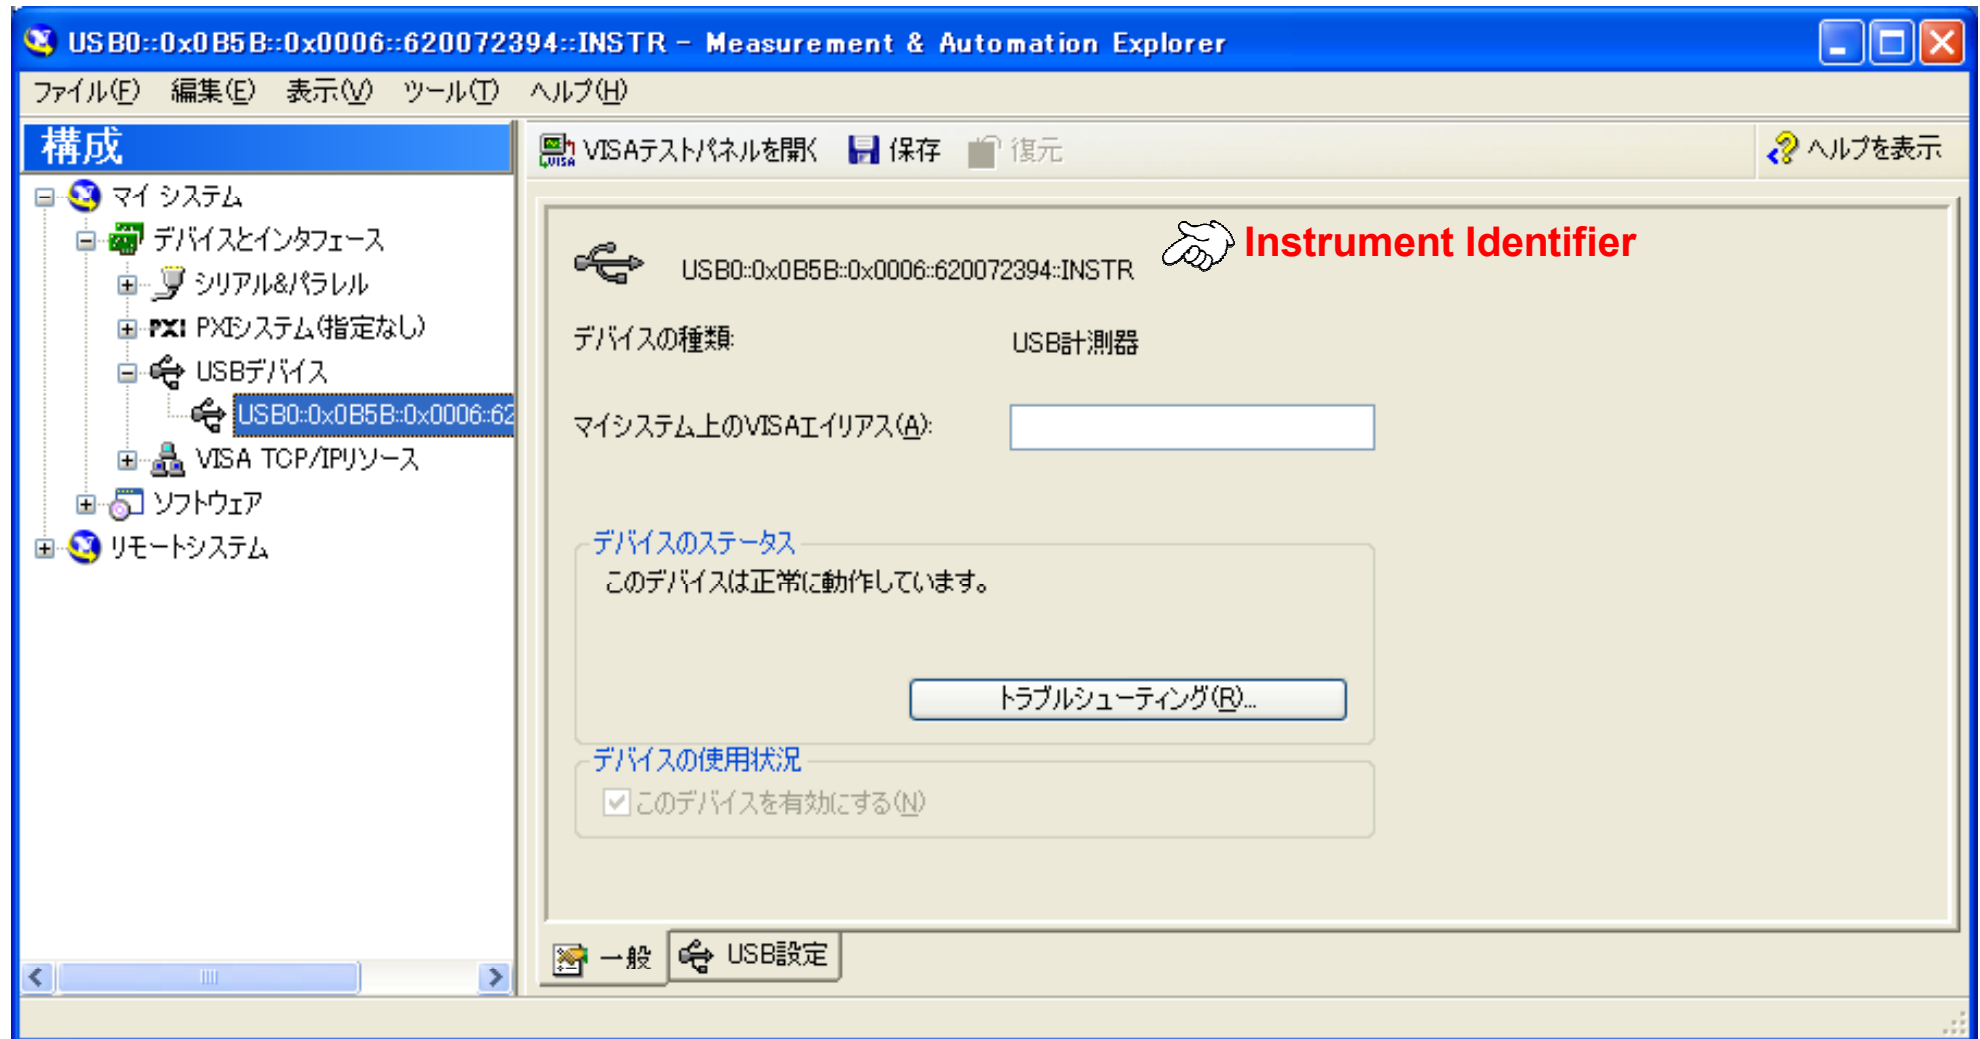 USB0::0x0B5B::0x0006::620072394::INSTR - Measurement & Automation Explorer
ファイル(F) 編集(E) 表示(V) ツール(T) ヘルプ(H)
構成
VISAテストパネルを開く 保存 復元 ヘルプを表示
マイ システム
デバイスとインタフェース
シリアル&パラレル
PXI PXIシステム(指定なし)
USBデバイス
USB0::0x0B5B::0x0006::62
VISA TCP/IPリソース
ソフトウェア
リモートシステム
Instrument Identifier
USB0::0x0B5B::0x0006::620072394::INSTR
デバイスの種類: USB計測器
マイシステム上のVISAエイリアス(A):
デバイスのステータス
このデバイスは正常に動作しています。
トラブルシューティング(R)...
デバイスの使用状況
このデバイスを有効にする(N)
一般 USB設定